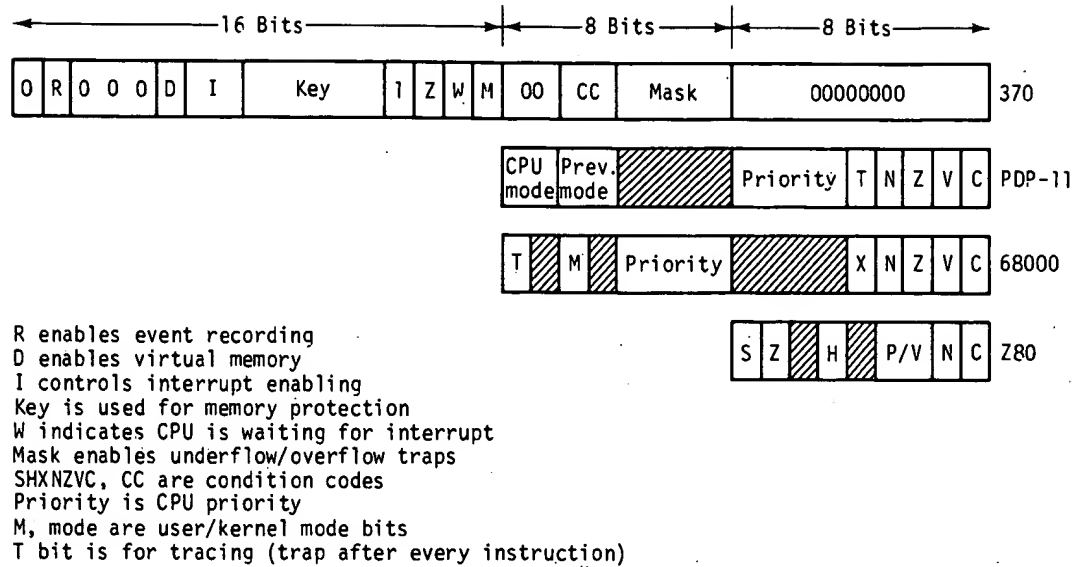 16 Bits 8 Bits 8 Bits
O R O O O D I Key 1 Z W M 00 CC Mask 00000000 370
CPU mode Prev. mode Priority T N Z V C PDP-11
T M Priority X N Z V C 68000
S Z H P/V N C Z80
R enables event recording
D enables virtual memory
I controls interrupt enabling
Key is used for memory protection
W indicates CPU is waiting for interrupt
Mask enables underflow/overflow traps
SHXNZVC, CC are condition codes
Priority is CPU priority
M, mode are user/kernel mode bits
T bit is for tracing (trap after every instruction)